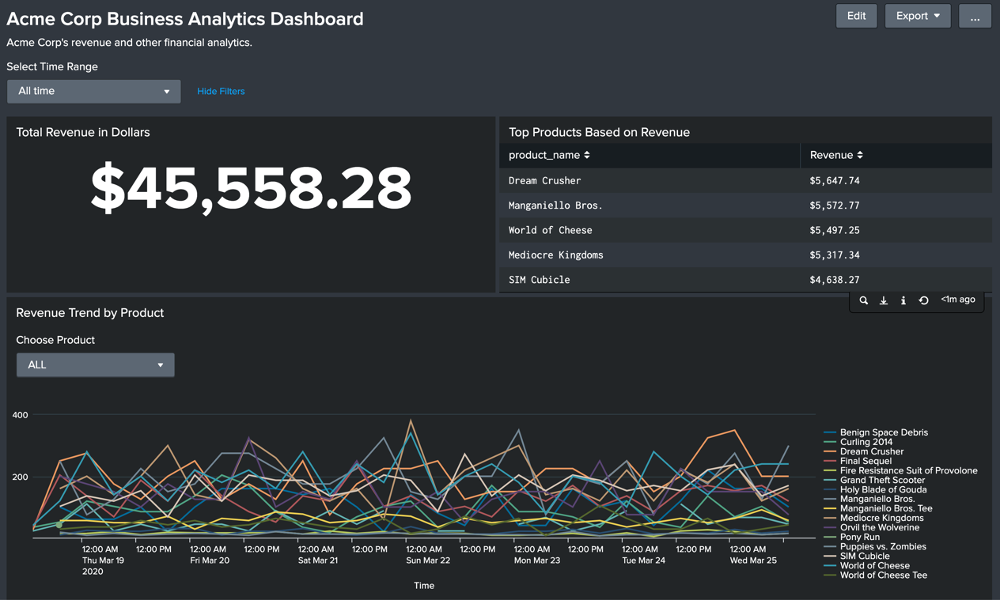 Acme Corp Business Analytics Dashboard
Edit
Export
...
Acme Corp's revenue and other financial analytics.
Select Time Range
All time
Hide Filters
Total Revenue in Dollars
$45,558.28
Top Products Based on Revenue
product_name Revenue
Dream Crusher $5,647.74
Manganiello Bros. $5,572.77
World of Cheese $5,497.25
Mediocre Kingdoms $5,317.34
SIM Cubicle $4,638.27
<1m ago
Revenue Trend by Product
Choose Product
ALL
400
200
12:00 AM 12:00 PM 12:00 AM 12:00 PM 12:00 AM 12:00 PM 12:00 AM 12:00 PM 12:00 AM 12:00 PM 12:00 AM 12:00 PM 12:00 AM
Thu Mar 19 Fri Mar 20 Sat Mar 21 Sun Mar 22 Mon Mar 23 Tue Mar 24 Wed Mar 25
2020
Time
Benign Space Debris
Curling 2014
Dream Crusher
Final Sequel
Fire Resistance Suit of Provolone
Grand Theft Scooter
Holy Blade of Gouda
Manganiello Bros.
Manganiello Bros. Tee
Mediocre Kingdoms
Orvil the Wolverine
Pony Run
Puppies vs. Zombies
SIM Cubicle
World of Cheese
World of Cheese Tee